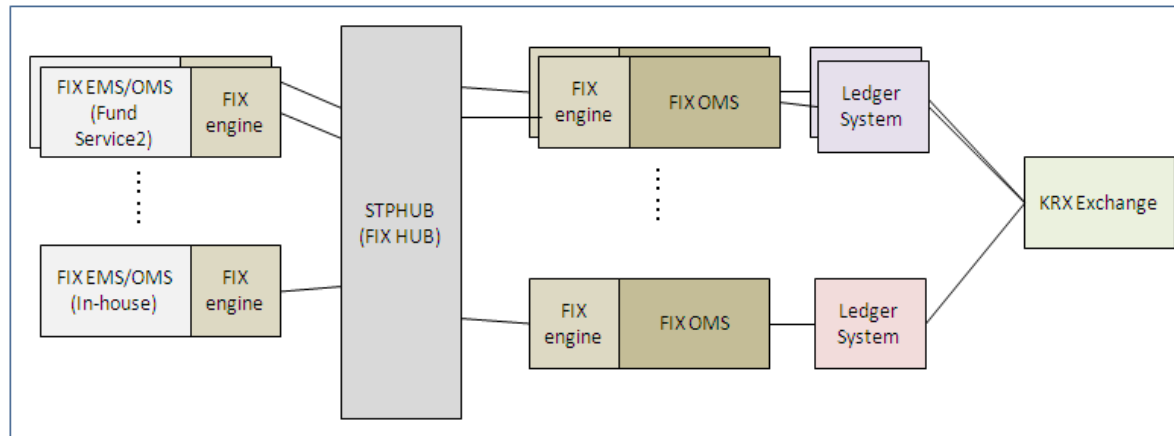 FIX EMS/OMS
(Fund
Service2)
FIX
engine
STPHUB
(FIX HUB)
FIX
engine
FIX OMS
Ledger
System
KRX Exchange
FIX EMS/OMS
(In-house)
FIX
engine
FIX
engine
FIX OMS
Ledger
System